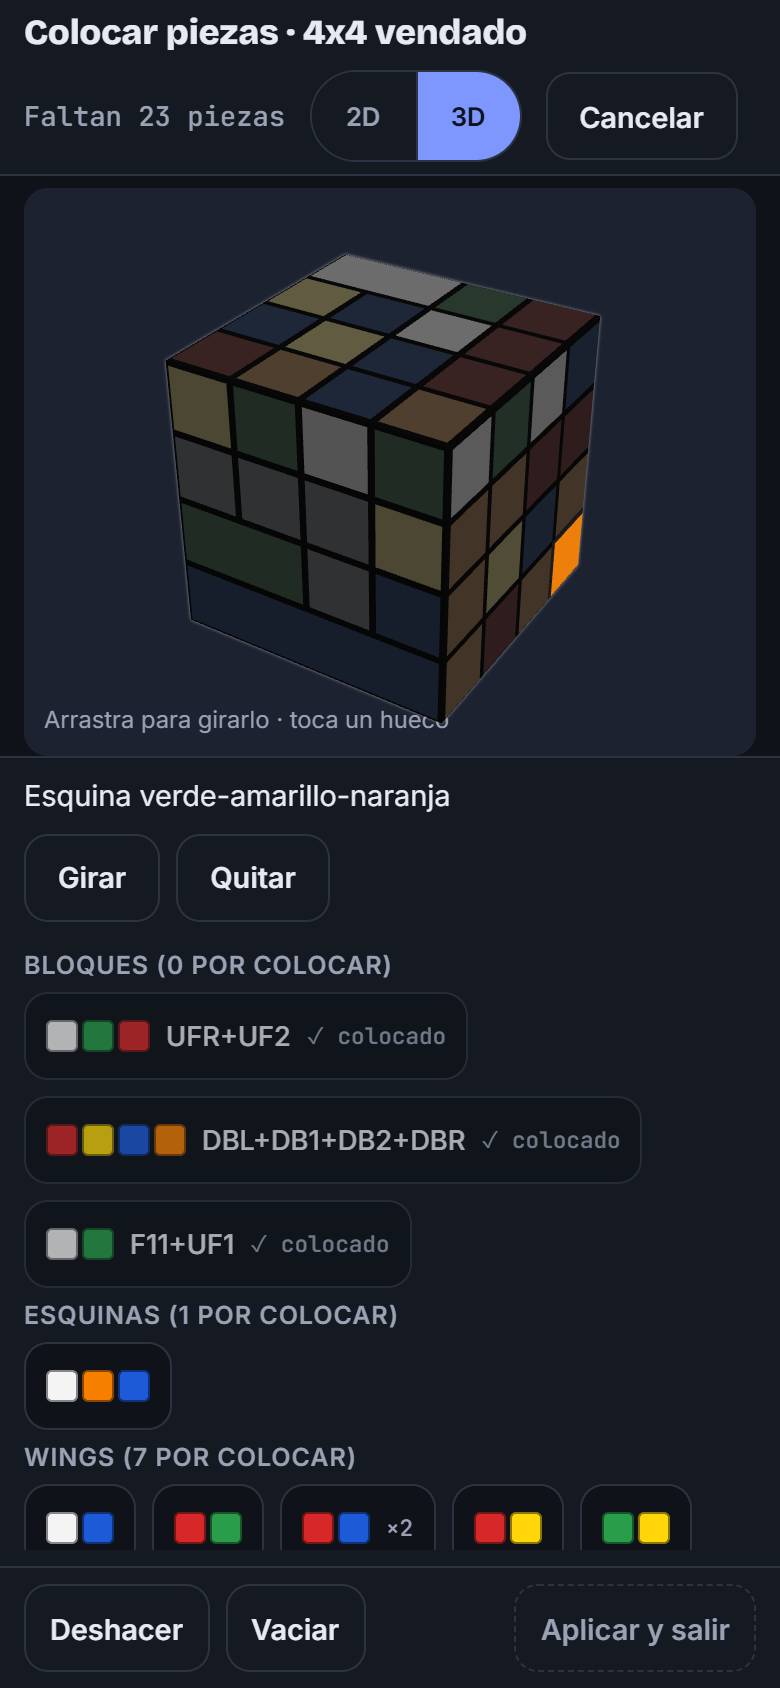 Colocar piezas · 4x4 vendado
Faltan 23 piezas
2D
3D
Cancelar
Arrastra para girarlo · toca un hueco
Esquina verde-amarillo-naranja
Girar
Quitar
BLOQUES (0 POR COLOCAR)
UFR+UF2 ✓ colocado
DBL+DB1+DB2+DBR ✓ colocado
F11+UF1 ✓ colocado
ESQUINAS (1 POR COLOCAR)
WINGS (7 POR COLOCAR)
×2
Deshacer
Vaciar
Aplicar y salir